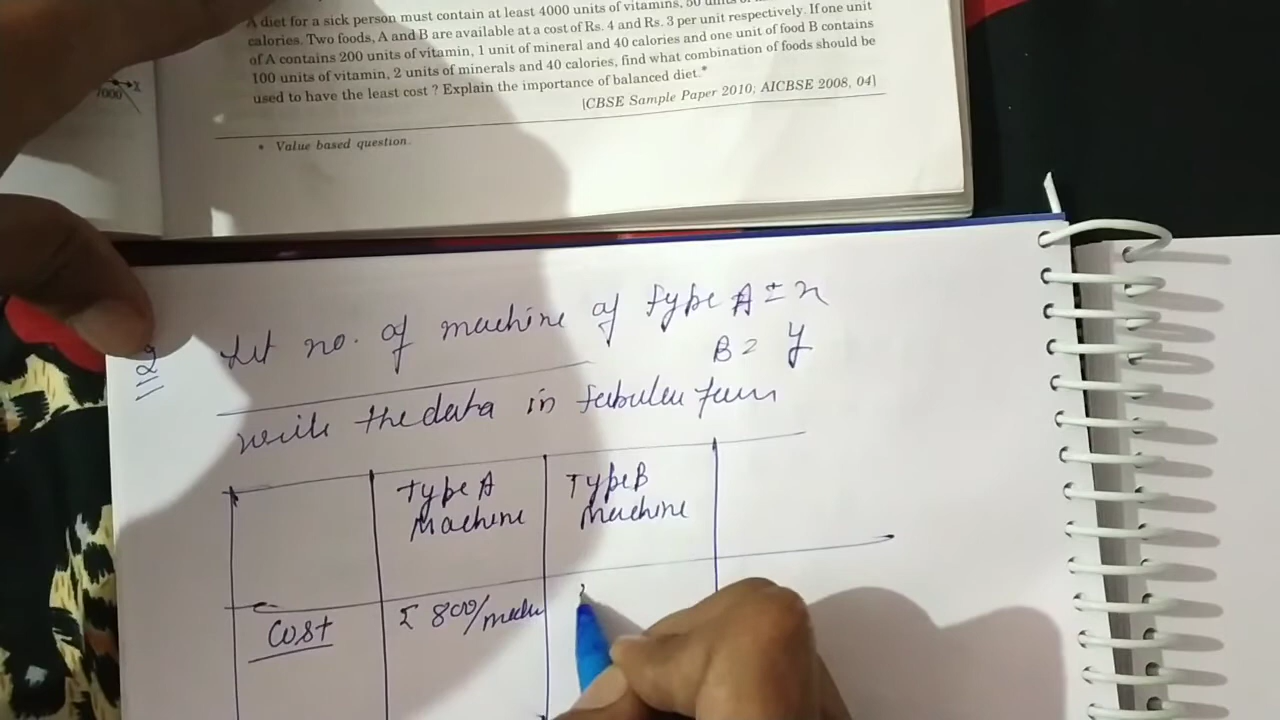 A diet for a sick person must contain at least 4000 units of vitamins, 50 units of
calories. Two foods, A and B are available at a cost of Rs. 4 and Rs. 3 per unit respectively. If one unit
of A contains 200 units of vitamin, 1 unit of mineral and 40 calories and one unit of food B contains
100 units of vitamin, 2 units of minerals and 40 calories, find what combination of foods should be
used to have the least cost ? Explain the importance of balanced diet.*
[CBSE Sample Paper 2010; AICBSE 2008, 04]
* Value based question.
X
7000
2
Let no. of machine of type A = x
B = y
write the data in
Type A
Machine
Type B
Machine
Cost
₹ 800/